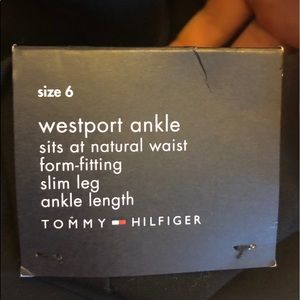 size 6
westport ankle
sits at natural waist
form-fitting
slim leg
ankle length
TOMMY HILFIGER